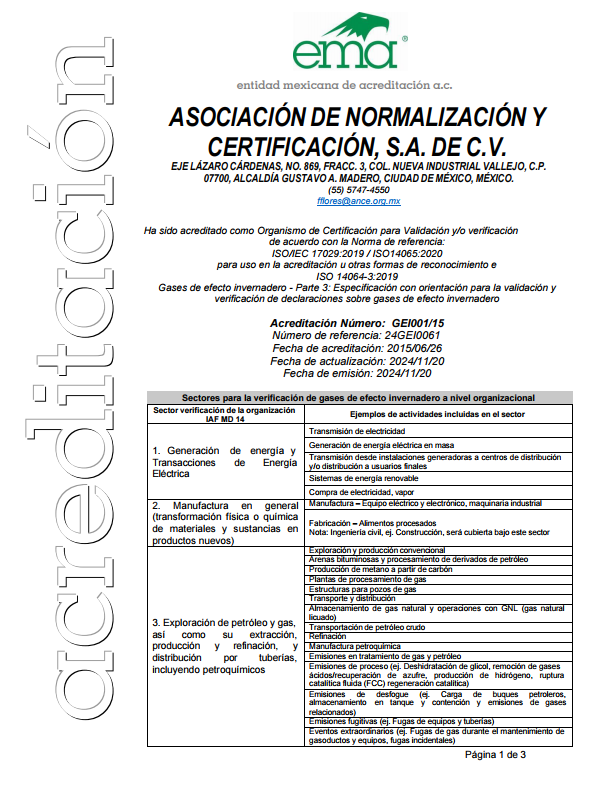 acreditación
ema®
entidad mexicana de acreditación a.c.
ASOCIACIÓN DE NORMALIZACIÓN Y
CERTIFICACIÓN, S.A. DE C.V.
EJE LÁZARO CÁRDENAS, NO. 869, FRACC. 3, COL. NUEVA INDUSTRIAL VALLEJO, C.P.
07700, ALCALDÍA GUSTAVO A. MADERO, CIUDAD DE MÉXICO, MÉXICO.
(55) 5747-4550
fflores@ance.org.mx
Ha sido acreditado como Organismo de Certificación para Validación y/o verificación
de acuerdo con la Norma de referencia:
ISO/IEC 17029:2019 / ISO14065:2020
para uso en la acreditación u otras formas de reconocimiento e
ISO 14064-3:2019
Gases de efecto invernadero - Parte 3: Especificación con orientación para la validación y
verificación de declaraciones sobre gases de efecto invernadero
Acreditación Número: GEI001/15
Número de referencia: 24GEI0061
Fecha de acreditación: 2015/06/26
Fecha de actualización: 2024/11/20
Fecha de emisión: 2024/11/20
Sectores para la verificación de gases de efecto invernadero a nivel organizacional
Sector verificación de la organización
IAF MD 14
Ejemplos de actividades incluidas en el sector
1. Generación de energía y
Transacciones de Energía
Eléctrica
Transmisión de electricidad
Generación de energía eléctrica en masa
Transmisión desde instalaciones generadoras a centros de distribución
y/o distribución a usuarios finales
Sistemas de energía renovable
Compra de electricidad, vapor
2. Manufactura en general
(transformación física o química
de materiales y sustancias en
productos nuevos)
Manufactura – Equipo eléctrico y electrónico, maquinaria industrial
Fabricación – Alimentos procesados
Nota: Ingeniería civil, ej. Construcción, será cubierta bajo este sector
3. Exploración de petróleo y gas,
así como su extracción,
producción y refinación, y
distribución por tuberías,
incluyendo petroquímicos
Exploración y producción convencional
Arenas bituminosas y procesamiento de derivados de petróleo
Producción de metano a partir de carbón
Plantas de procesamiento de gas
Estructuras para pozos de gas
Transporte y distribución
Almacenamiento de gas natural y operaciones con GNL (gas natural
licuado)
Transportación de petróleo crudo
Refinación
Manufactura petroquímica
Emisiones en tratamiento de gas y petróleo
Emisiones de proceso (ej. Deshidratación de glicol, remoción de gases
ácidos/recuperación de azufre, producción de hidrógeno, ruptura
catalítica fluida (FCC) regeneración catalítica)
Emisiones de desfogue (ej. Carga de buques petroleros,
almacenamiento en tanque y contención y emisiones de gases
relacionados)
Emisiones fugitivas (ej. Fugas de equipos y tuberías)
Eventos extraordinarios (ej. Fugas de gas durante el mantenimiento de
gasoductos y equipos, fugas incidentales)
Página 1 de 3